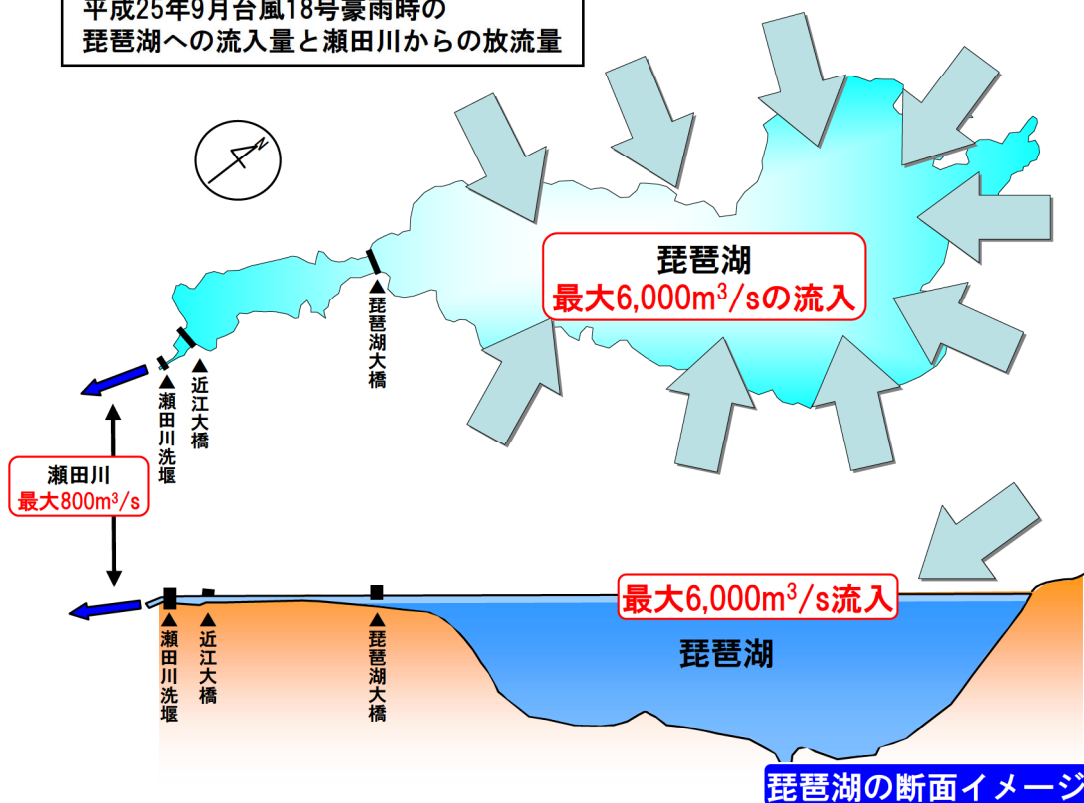 平成25年9月台風18号豪雨時の
琵琶湖への流入量と瀬田川からの放流量
琵琶湖
最大6,000m³/sの流入
▲琵琶湖大橋
▲近江大橋
▲瀬田川洗堰
瀬田川
最大800m³/s
最大6,000m³/s流入
琵琶湖
▲瀬田川洗堰
▲近江大橋
▲琵琶湖大橋
琵琶湖の断面イメージ